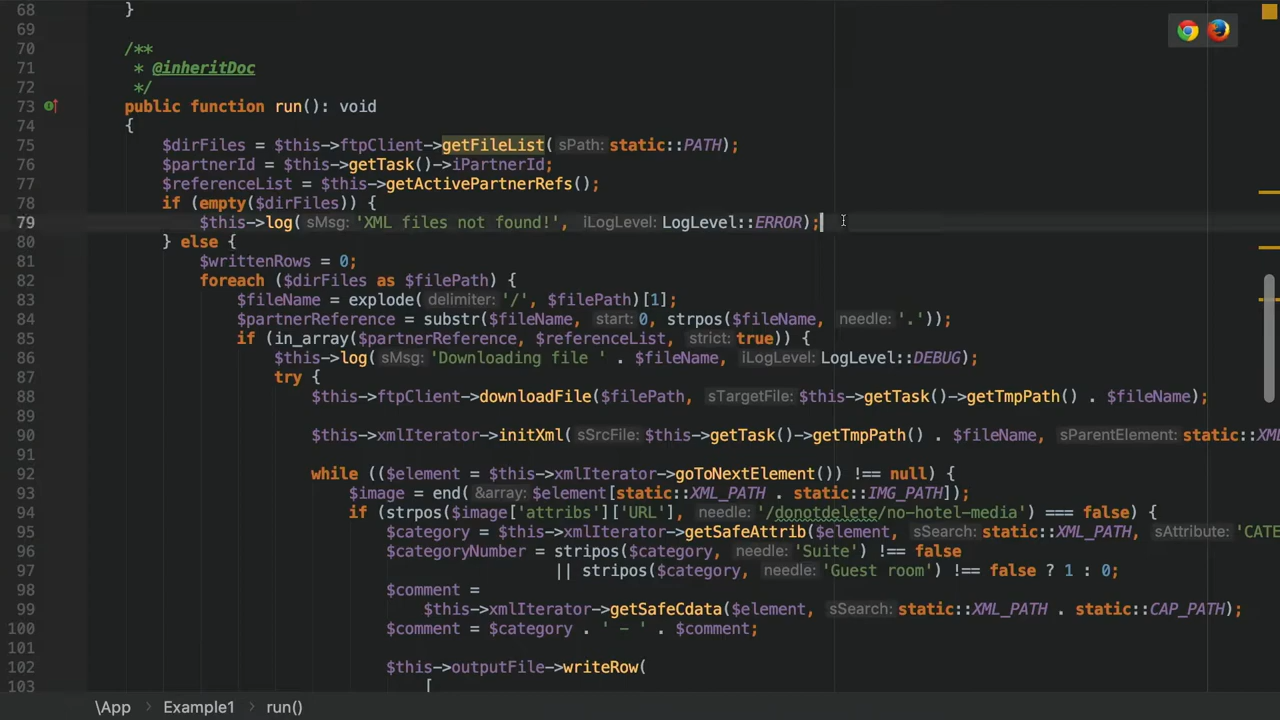 68 }
69
70 /**
71 * @inheritDoc
72 */
73 public function run(): void
74 {
75 $dirFiles = $this->ftpClient->getFileList( sPath: static::PATH);
76 $partnerId = $this->getTask()->iPartnerId;
77 $referenceList = $this->getActivePartnerRefs();
78 if (empty($dirFiles)) {
79 $this->log( sMsg: 'XML files not found!', iLogLevel: LogLevel::ERROR);
80 } else {
81 $writtenRows = 0;
82 foreach ($dirFiles as $filePath) {
83 $fileName = explode( delimiter: '/', $filePath)[1];
84 $partnerReference = substr($fileName, start: 0, strpos($fileName, needle: '.'));
85 if (in_array($partnerReference, $referenceList, strict: true)) {
86 $this->log( sMsg: 'Downloading file ' . $fileName, iLogLevel: LogLevel::DEBUG);
87 try {
88 $this->ftpClient->downloadFile($filePath, sTargetFile: $this->getTask()->getTmpPath() . $fileName);
89
90 $this->xmlIterator->initXml( sSrcFile: $this->getTask()->getTmpPath() . $fileName, sParentElement: static::XM
91
92 while (($element = $this->xmlIterator->goToNextElement()) !== null) {
93 $image = end( &array: $element[static::XML_PATH . static::IMG_PATH]);
94 if (strpos($image['attribs']['URL'], needle: '/donotdelete/no-hotel-media') === false) {
95 $category = $this->xmlIterator->getSafeAttrib($element, sSearch: static::XML_PATH, sAttribute: 'CATE
96 $categoryNumber = stripos($category, needle: 'Suite') !== false
97 || stripos($category, needle: 'Guest room') !== false ? 1 : 0;
98 $comment =
99 $this->xmlIterator->getSafeCdata($element, sSearch: static::XML_PATH . static::CAP_PATH);
100 $comment = $category . ' - ' . $comment;
101
102 $this->outputFile->writeRow(
103 [
\App › Example1 › run()